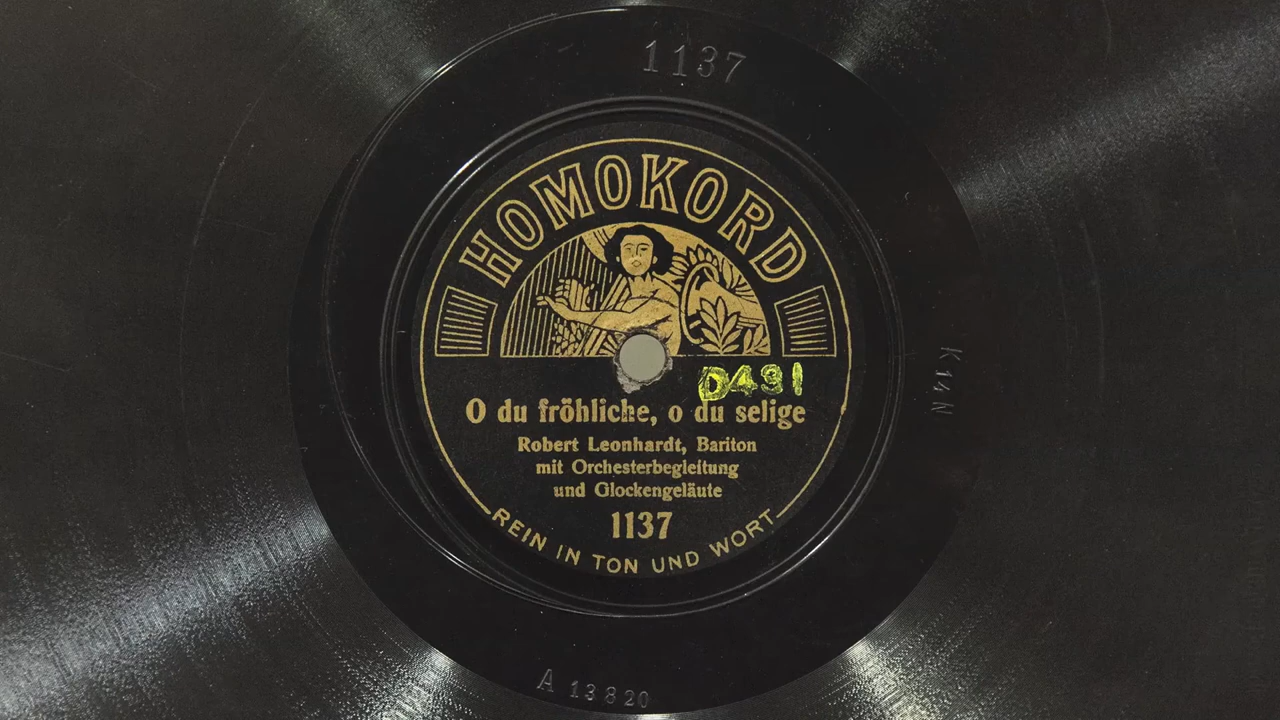 1137
HOMOKORD
D431
O du fröhliche, o du selige
Robert Leonhardt, Bariton
mit Orchesterbegleitung
und Glockengeläute
1137
REIN IN TON UND WORT
K14N
A 13820